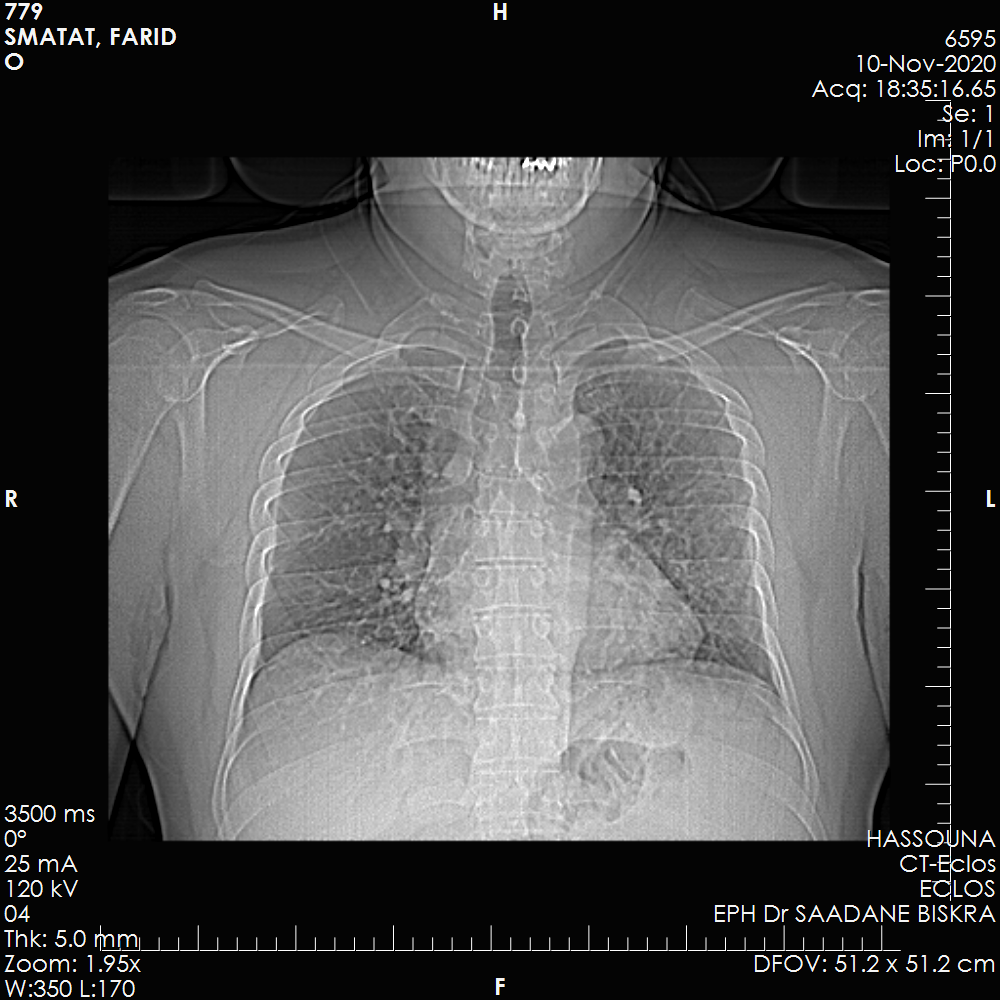 779
SMATAT, FARID
O
H
6595
10-Nov-2020
Acq: 18:35:16.65
Se: 1
Im: 1/1
Loc: P0.0
R
L
3500 ms
0°
25 mA
120 kV
04
Thk: 5.0 mm
Zoom: 1.95x
W:350 L:170
F
HASSOUNA
CT-Eclos
ECLOS
EPH Dr SAADANE BISKRA
DFOV: 51.2 x 51.2 cm